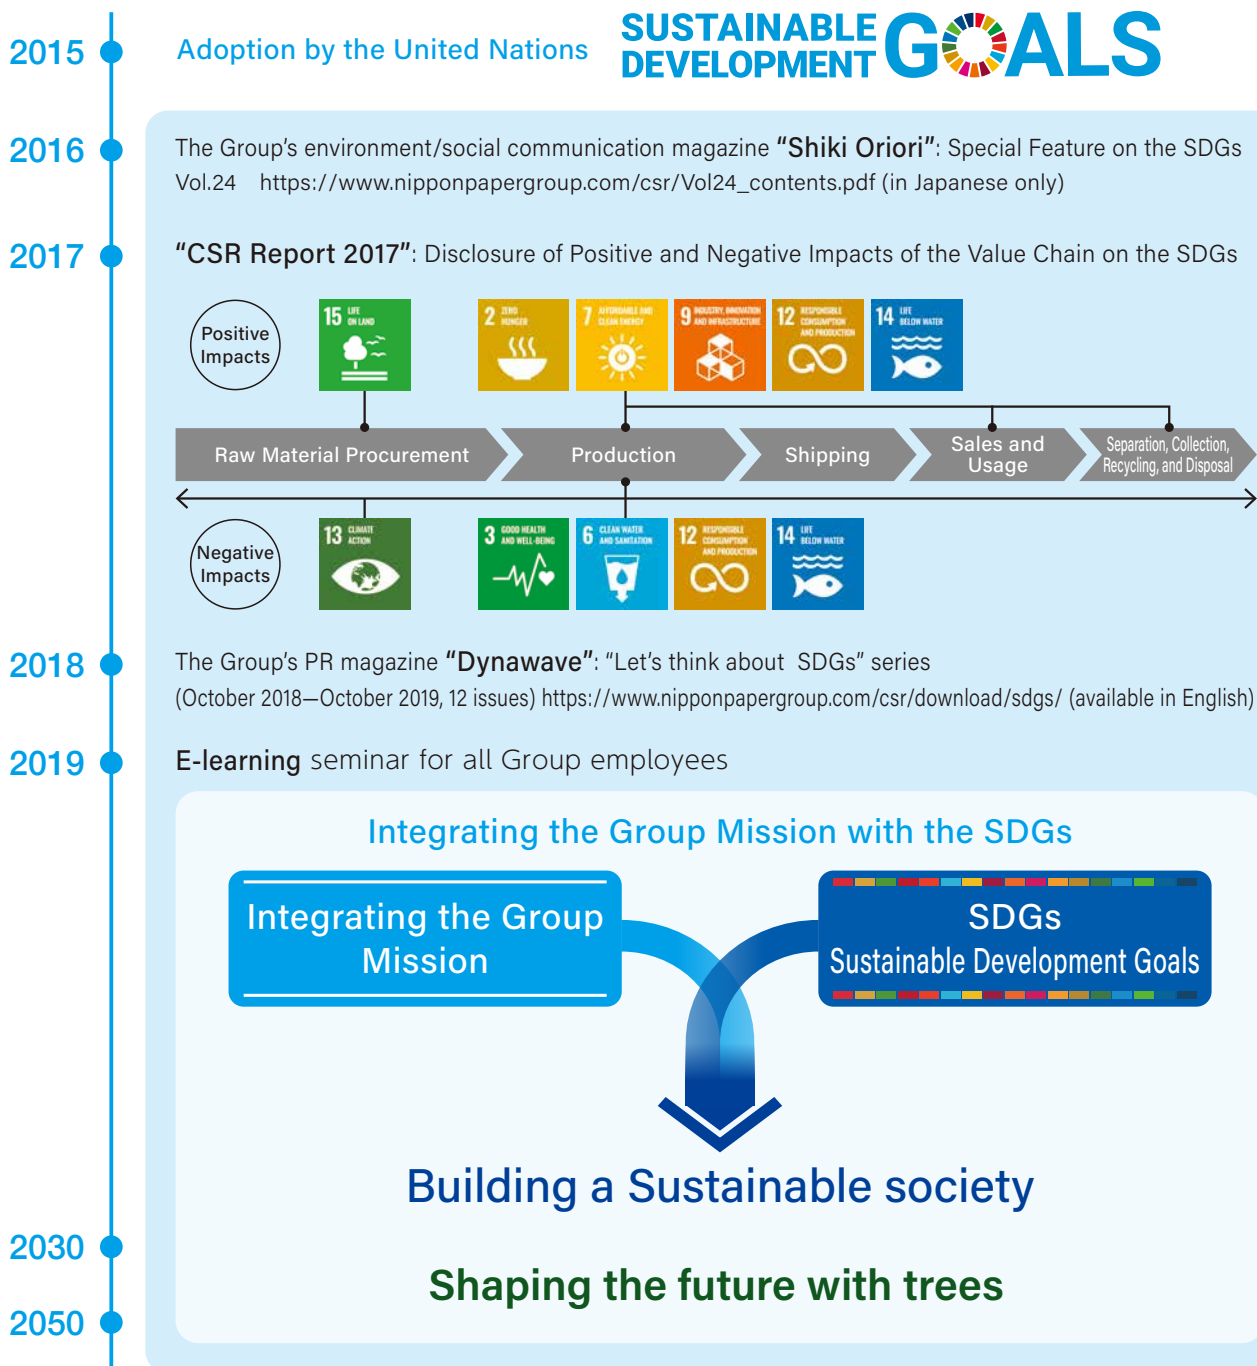 2015
Adoption by the United Nations
SUSTAINABLE
DEVELOPMENT
GOALS
2016
The Group's environment/social communication magazine “Shiki Oriori”: Special Feature on the SDGs
Vol.24 https://www.nipponpapergroup.com/csr/Vol24_contents.pdf (in Japanese only)
2017
“CSR Report 2017”: Disclosure of Positive and Negative Impacts of the Value Chain on the SDGs
Positive
Impacts
15 LIFE
ON LAND
2 ZERO
HUNGER
7 AFFORDABLE AND
CLEAN ENERGY
9 INDUSTRY, INNOVATION
AND INFRASTRUCTURE
12 RESPONSIBLE
CONSUMPTION
AND PRODUCTION
14 LIFE
BELOW WATER
Raw Material Procurement
Production
Shipping
Sales and
Usage
Separation, Collection,
Recycling, and Disposal
Negative
Impacts
13 CLIMATE
ACTION
3 GOOD HEALTH
AND WELL-BEING
6 CLEAN WATER
AND SANITATION
12 RESPONSIBLE
CONSUMPTION
AND PRODUCTION
14 LIFE
BELOW WATER
2018
The Group's PR magazine “Dynawave”: “Let's think about SDGs” series
(October 2018—October 2019, 12 issues) https://www.nipponpapergroup.com/csr/download/sdgs/ (available in English)
2019
E-learning seminar for all Group employees
Integrating the Group Mission with the SDGs
Integrating the Group
Mission
SDGs
Sustainable Development Goals
Building a Sustainable society
2030
Shaping the future with trees
2050